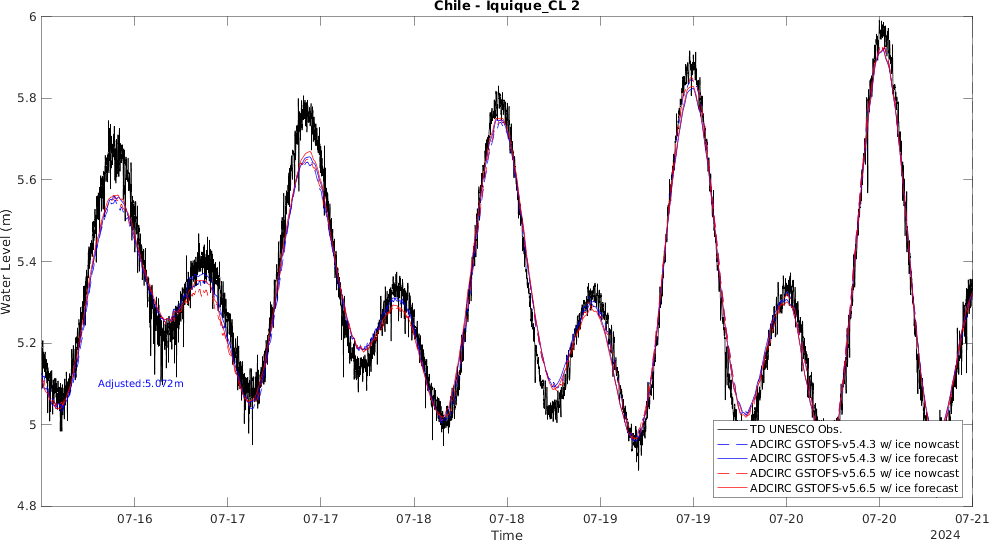 Chile - Iquique_CL 2
6
5.8
5.6
5.4
5.2
5
4.8
Water Level (m)
Adjusted:5.072m
TD UNESCO Obs.
ADCIRC GSTOFS-v5.4.3 w/ ice nowcast
ADCIRC GSTOFS-v5.4.3 w/ ice forecast
ADCIRC GSTOFS-v5.6.5 w/ ice nowcast
ADCIRC GSTOFS-v5.6.5 w/ ice forecast
07-16 07-17 07-17 07-18 07-18 07-19 07-19 07-20 07-20 07-21
Time
2024